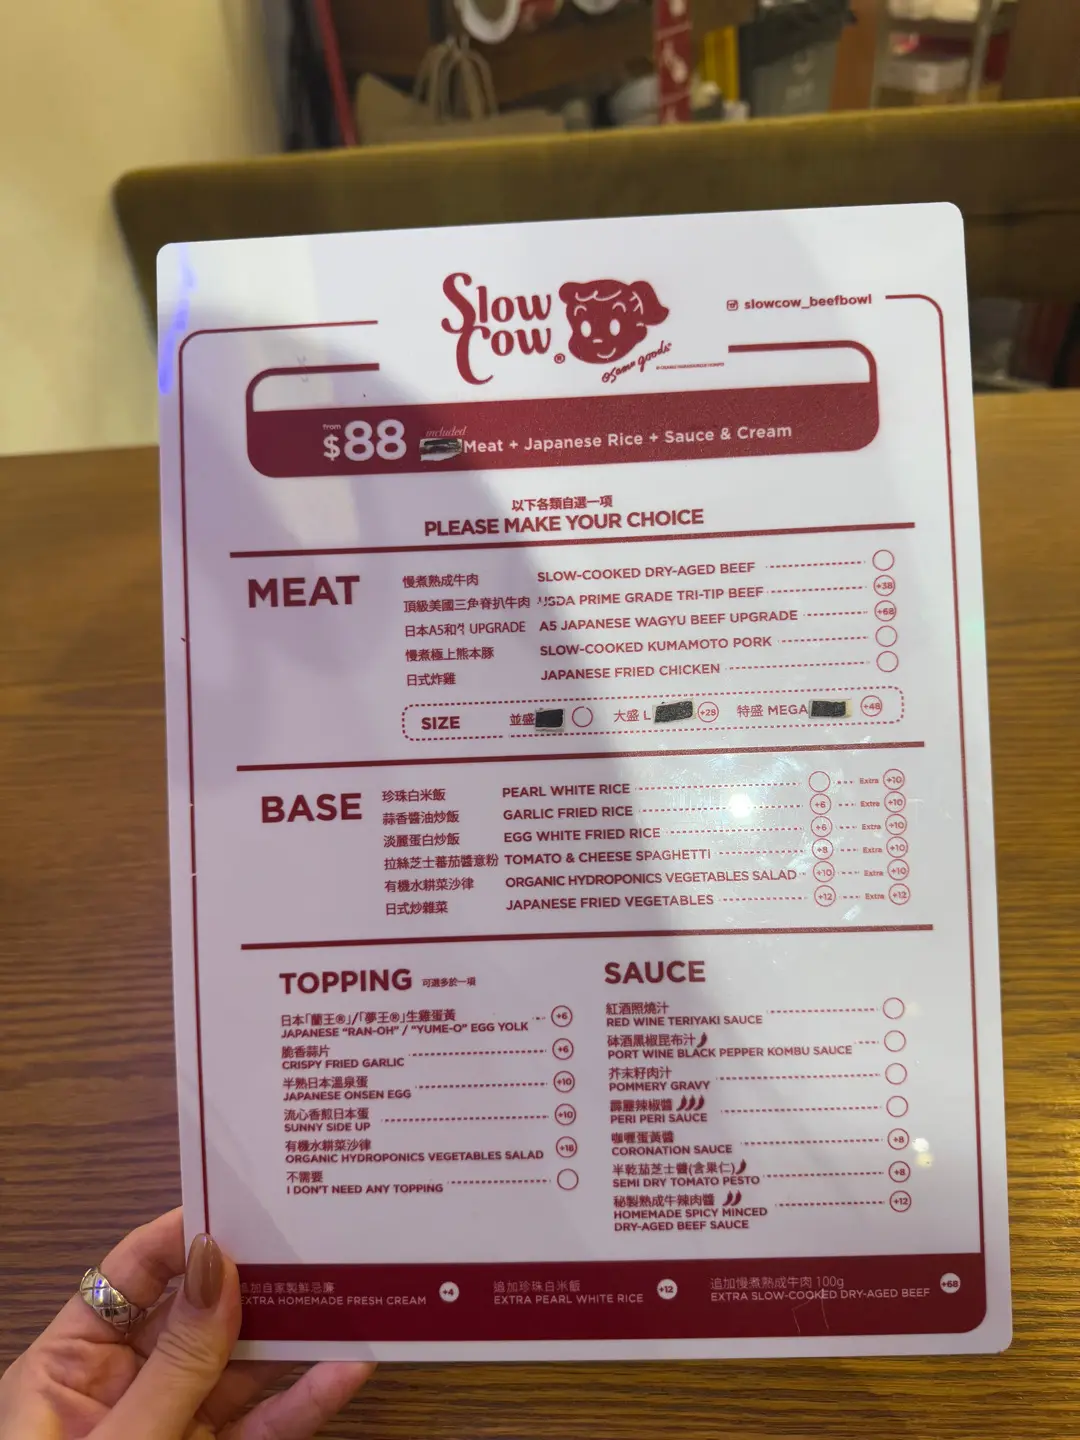 Slow
Cow®
osamu goods®
slowcow_beefbowl
from
$88 included Meat + Japanese Rice + Sauce & Cream
以下各類自選一項
PLEASE MAKE YOUR CHOICE
MEAT
慢煮熟成牛肉 SLOW-COOKED DRY-AGED BEEF
頂級美國三角脊扒牛肉 USDA PRIME GRADE TRI-TIP BEEF +38
日本A5和牛 UPGRADE A5 JAPANESE WAGYU BEEF UPGRADE +68
慢煮極上熊本豚 SLOW-COOKED KUMAMOTO PORK
日式炸雞 JAPANESE FRIED CHICKEN
SIZE 並盛 大盛 L +28 特盛 MEGA +48
BASE
珍珠白米飯 PEARL WHITE RICE Extra +10
蒜香醬油炒飯 GARLIC FRIED RICE +6 Extra +10
淡麗蛋白炒飯 EGG WHITE FRIED RICE +6 Extra +10
拉絲芝士蕃茄醬意粉 TOMATO & CHEESE SPAGHETTI +8 Extra +10
有機水耕菜沙律 ORGANIC HYDROPONICS VEGETABLES SALAD +10 Extra +10
日式炒雜菜 JAPANESE FRIED VEGETABLES +12 Extra +12
TOPPING 可選多於一項
日本「蘭王®」/「夢王®」生雞蛋黃
JAPANESE "RAN-OH" / "YUME-O" EGG YOLK +6
脆香蒜片
CRISPY FRIED GARLIC +6
半熟日本溫泉蛋
JAPANESE ONSEN EGG +10
流心香煎日本蛋
SUNNY SIDE UP +10
有機水耕菜沙律
ORGANIC HYDROPONICS VEGETABLES SALAD +18
不需要
I DON'T NEED ANY TOPPING
SAUCE
紅酒照燒汁
RED WINE TERIYAKI SAUCE
砵酒黑椒昆布汁
PORT WINE BLACK PEPPER KOMBU SAUCE
芥末籽肉汁
POMMERY GRAVY
霹靂辣椒醬
PERI PERI SAUCE
咖喱蛋黃醬
CORONATION SAUCE +8
半乾茄芝士醬(含果仁)
SEMI DRY TOMATO PESTO +8
秘製熟成牛辣肉醬
HOMEMADE SPICY MINCED
DRY-AGED BEEF SAUCE +12
追加自家製鮮忌廉
EXTRA HOMEMADE FRESH CREAM +4
追加珍珠白米飯
EXTRA PEARL WHITE RICE +12
追加慢煮熟成牛肉 100g
EXTRA SLOW-COOKED DRY-AGED BEEF +68